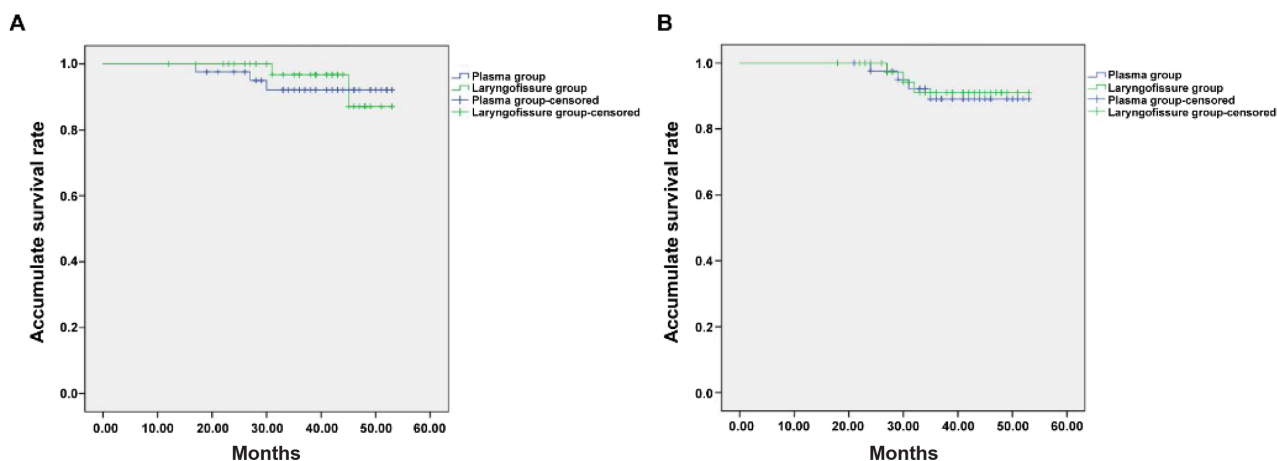 A
Accumulate survival rate
1.0
0.8
0.6
0.4
0.2
0.0
0.00 10.00 20.00 30.00 40.00 50.00 60.00
Months
Plasma group
Laryngofissure group
Plasma group-censored
Laryngofissure group-censored
B
Accumulate survival rate
1.0
0.8
0.6
0.4
0.2
0.0
0.00 10.00 20.00 30.00 40.00 50.00 60.00
Months
Plasma group
Laryngofissure group
Plasma group-censored
Laryngofissure group-censored